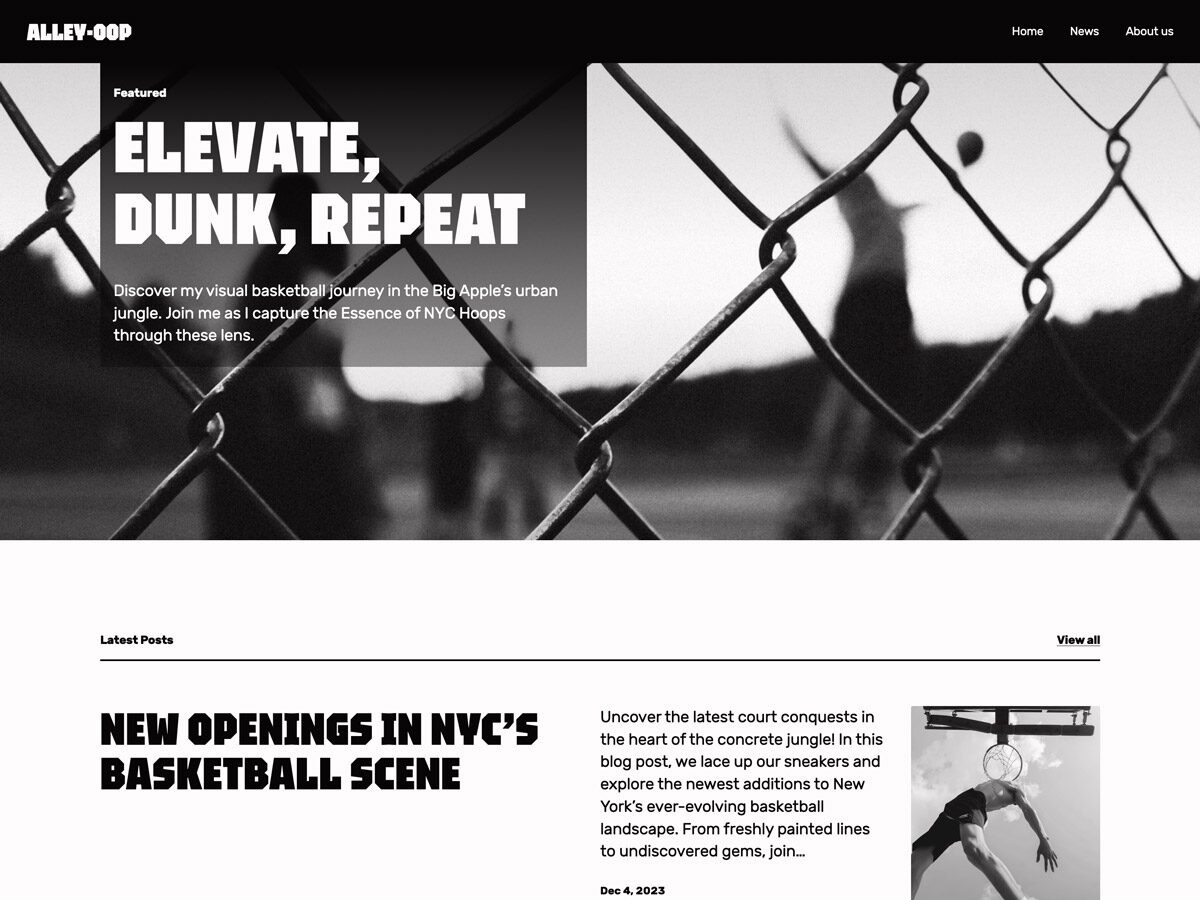 ALLEY-OOP
Home News About us
Featured
ELEVATE,
DUNK, REPEAT
Discover my visual basketball journey in the Big Apple’s urban
jungle. Join me as I capture the Essence of NYC Hoops
through these lens.
Latest Posts
View all
NEW OPENINGS IN NYC’S
BASKETBALL SCENE
Uncover the latest court conquests in
the heart of the concrete jungle! In this
blog post, we lace up our sneakers and
explore the newest additions to New
York’s ever-evolving basketball
landscape. From freshly painted lines
to undiscovered gems, join...
Dec 4, 2023